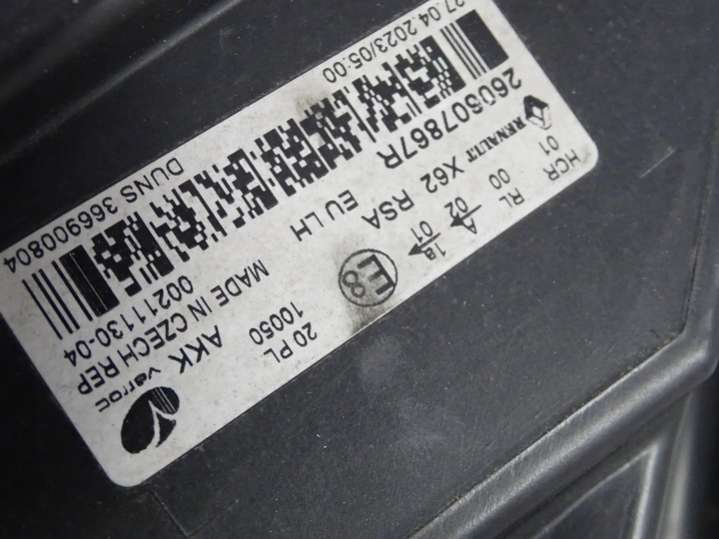 HCR RL A 1a
01 00 02 01
E8
20 PL
10050
RENAULT X62 RSA EU LH
260507867R
AKK varroc
MADE IN CZECH REP
00211130-04
DUNS 366900804
27.04.2023/05:00